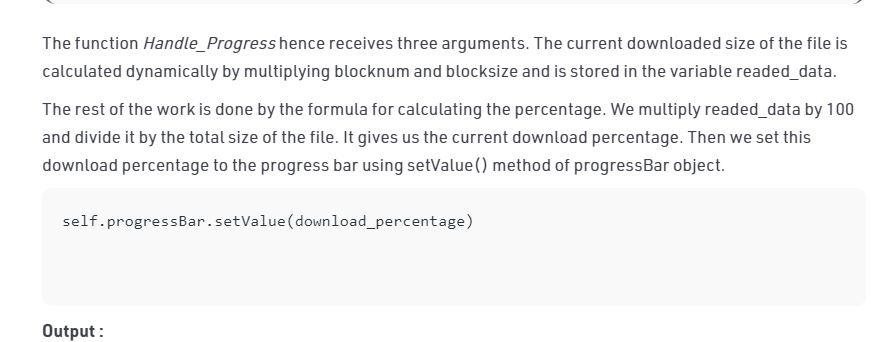 The function Handle_Progress hence receives three arguments. The current downloaded size of the file is
calculated dynamically by multiplying blocknum and blocksize and is stored in the variable readed_data.
The rest of the work is done by the formula for calculating the percentage. We multiply readed_data by 100
and divide it by the total size of the file. It gives us the current download percentage. Then we set this
download percentage to the progress bar using setValue() method of progressBar object.
self.progressBar.setValue(download_percentage)
Output :